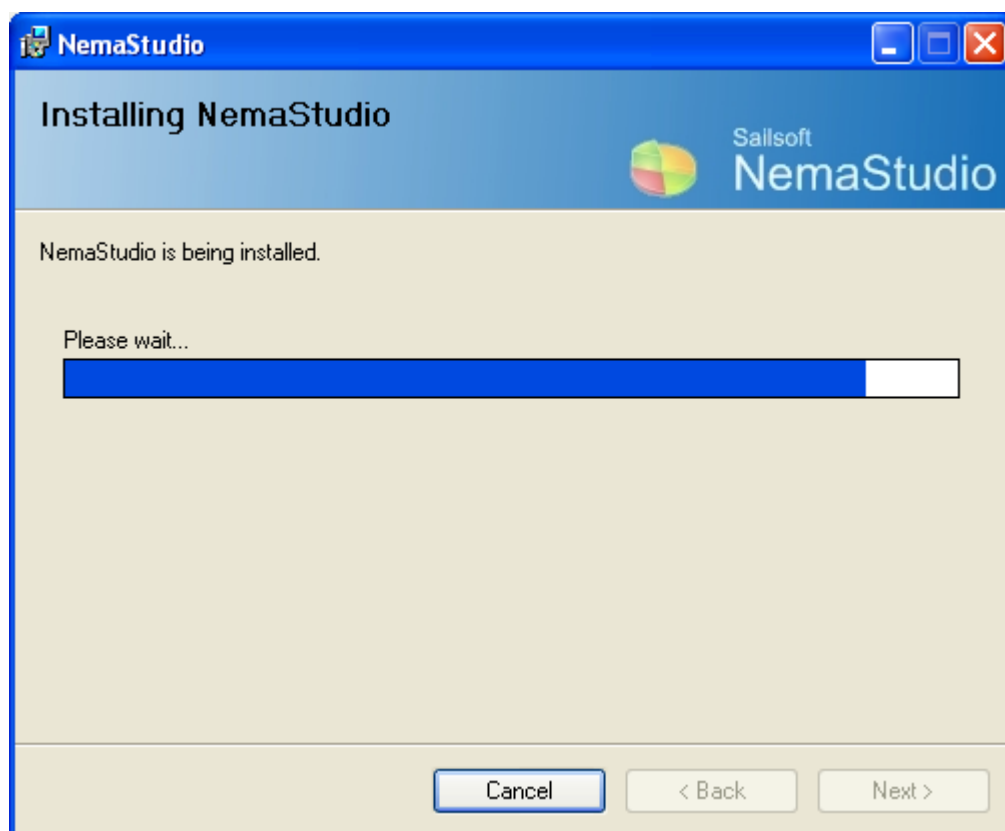 NemaStudio
Installing NemaStudio
Sailsoft
NemaStudio
NemaStudio is being installed.
Please wait...
Cancel
< Back
Next >